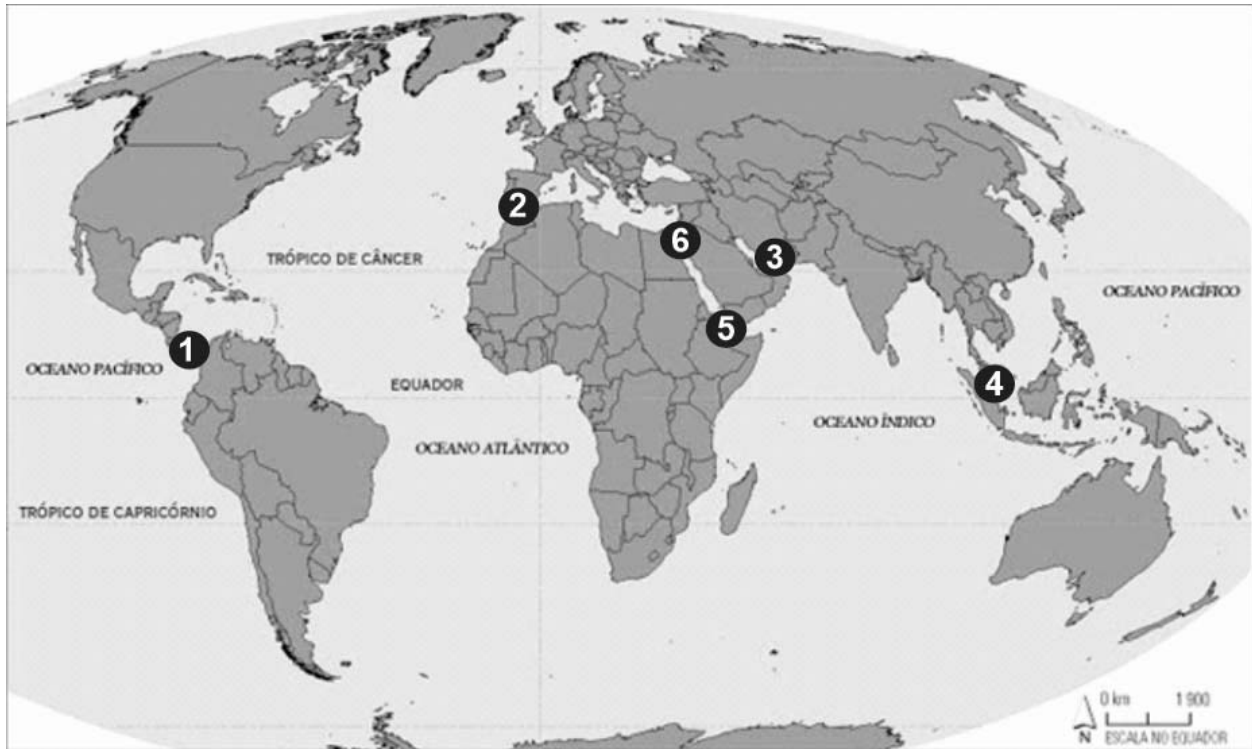 2
6
3
TRÓPICO DE CÂNCER
OCEANO PACÍFICO
5
1
OCEANO PACÍFICO
EQUADOR
4
OCEANO ATLÂNTICO
OCEANO ÍNDICO
TRÓPICO DE CAPRICÓRNIO
0 km 1 900
N ESCALA NO EQUADOR